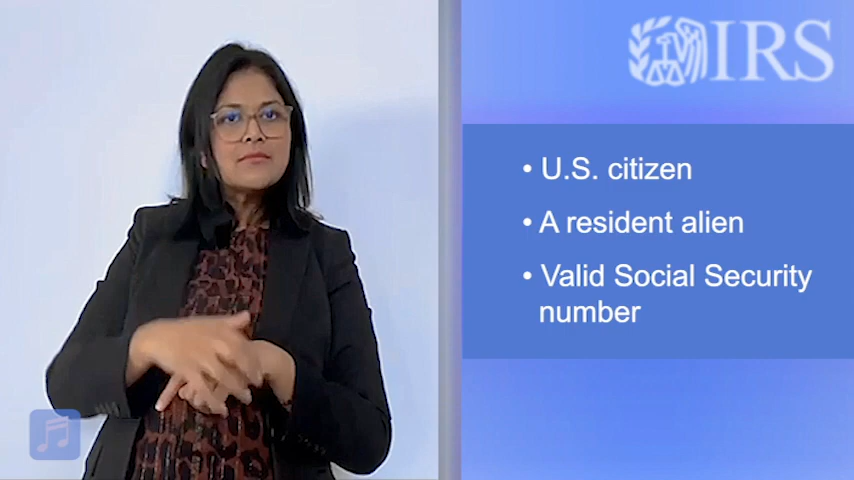 IRS
• U.S. citizen
• A resident alien
• Valid Social Security
number